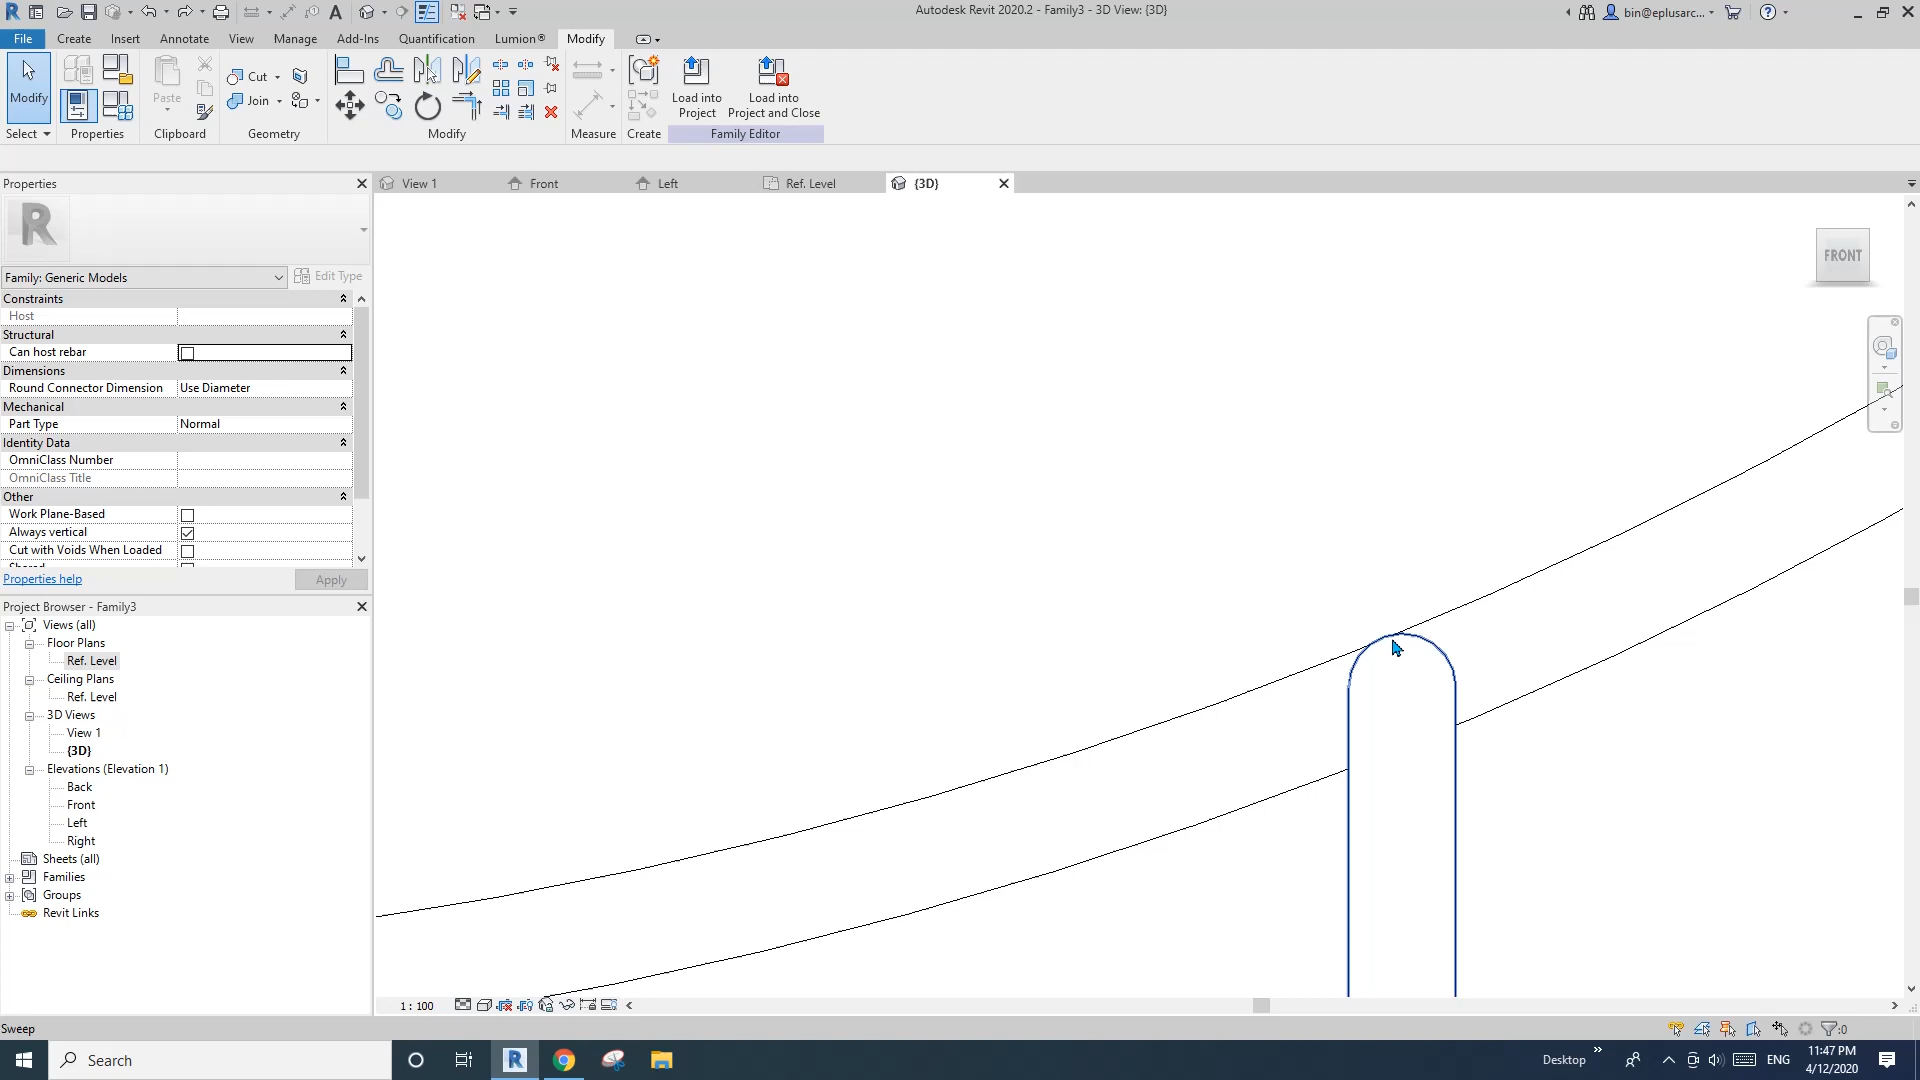 Autodesk Revit 2020.2 - Family3 - 3D View: {3D}
bin@eplusarc...
File Create Insert Annotate View Manage Add-Ins Quantification Lumion® Modify
Modify
Paste
Cut
Join
Load into Project
Load into Project and Close
Select Properties Clipboard Geometry Modify Measure Create Family Editor
Properties
View 1 Front Left Ref. Level {3D}
Family: Generic Models
Edit Type
Constraints
Host
Structural
Can host rebar
Dimensions
Round Connector Dimension Use Diameter
Mechanical
Part Type Normal
Identity Data
OmniClass Number
OmniClass Title
Other
Work Plane-Based
Always vertical
Cut with Voids When Loaded
Shared
Properties help
Apply
FRONT
Project Browser - Family3
Views (all)
Floor Plans
Ref. Level
Ceiling Plans
Ref. Level
3D Views
View 1
{3D}
Elevations (Elevation 1)
Back
Front
Left
Right
Sheets (all)
Families
Groups
Revit Links
1 : 100
Sweep
:0
Search
Desktop
ENG
11:47 PM
4/12/2020